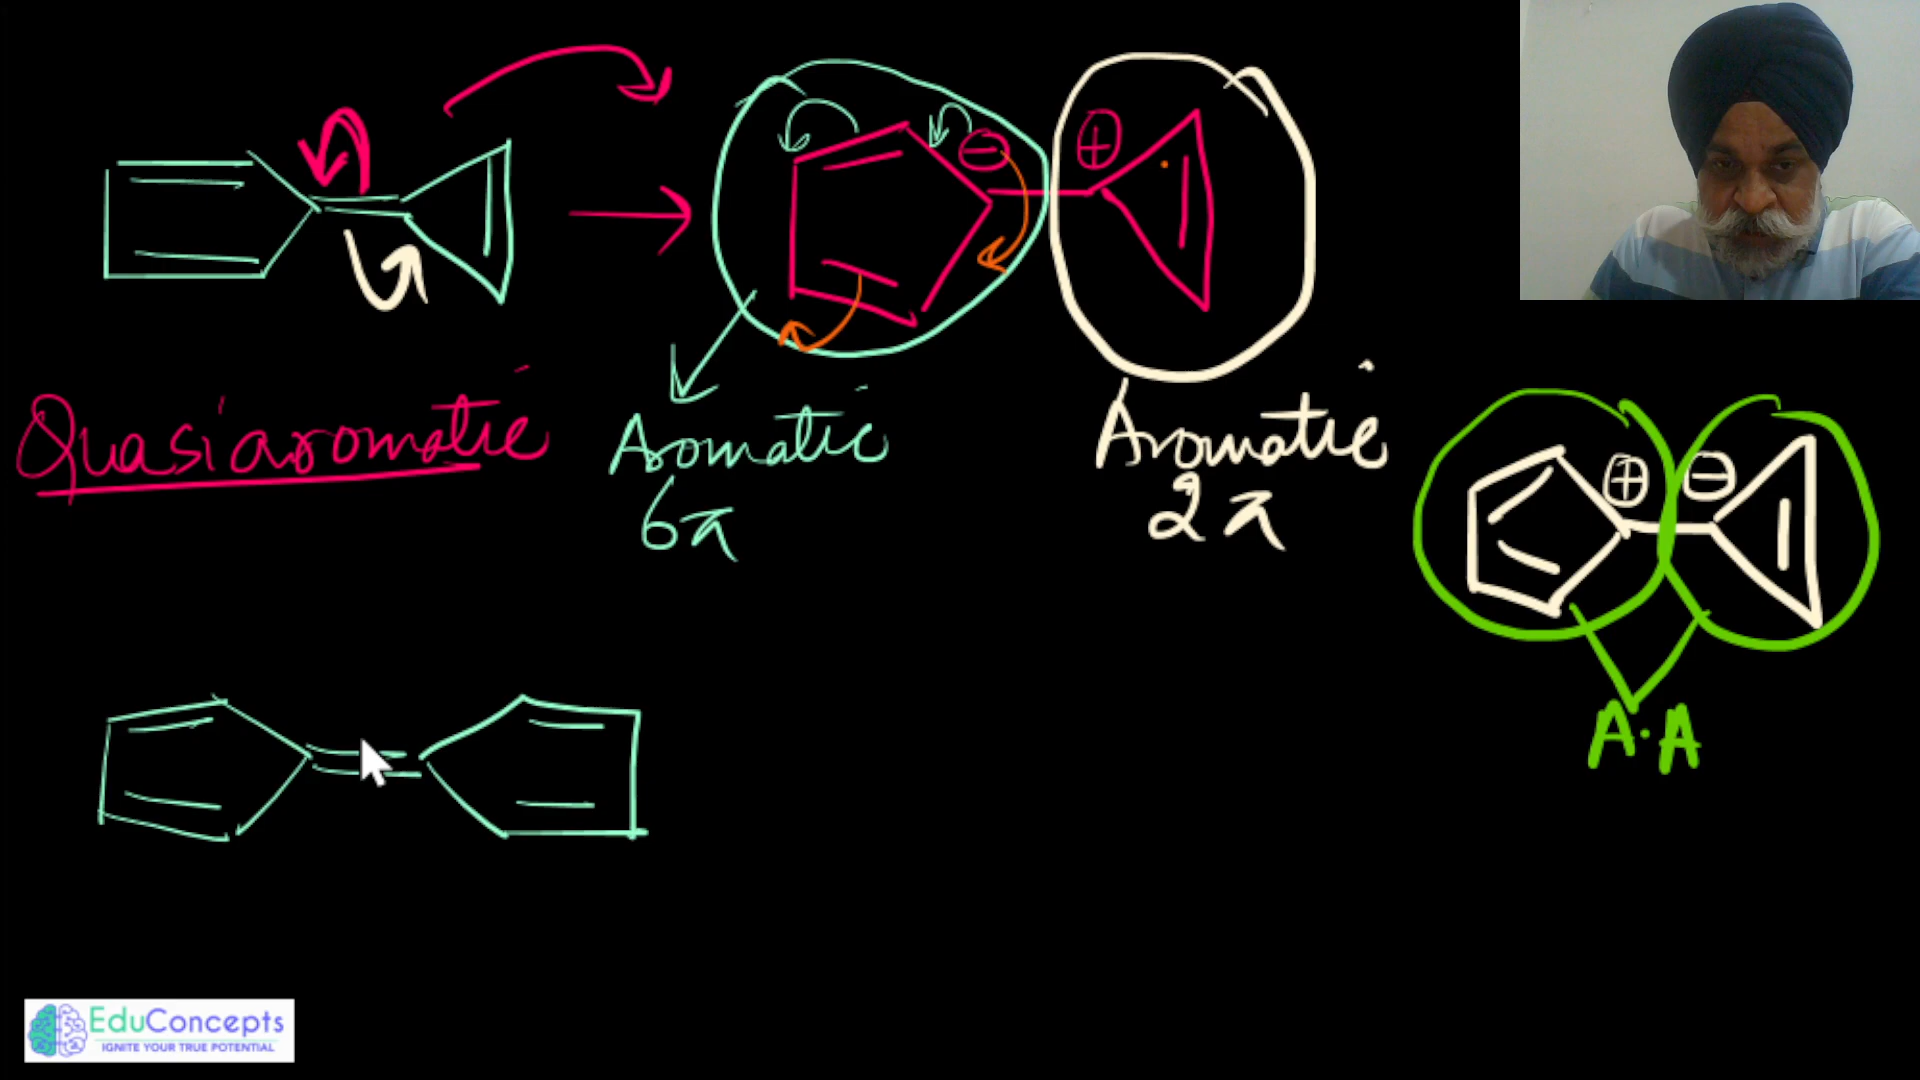 ⊖
⊕
Quasiaromatic
Aromatic
6π
Aromatic
2π
⊕ ⊖
A.A
EduConcepts
IGNITE YOUR TRUE POTENTIAL